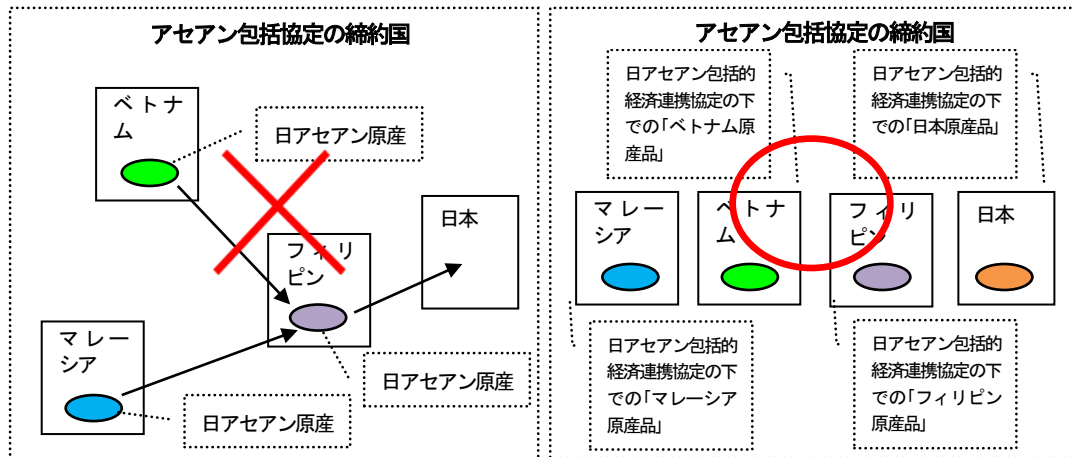 アセアン包括協定の締約国
ベトナ
ム
日アセアン原産
日本
フィリ
ピン
マレー
シア
日アセアン原産
日アセアン原産
アセアン包括協定の締約国
日アセアン包括的
経済連携協定の下
での「ベトナム原
産品」
日アセアン包括的
経済連携協定の下
での「日本原産品」
マレー
シア
ベトナ
ム
フィリ
ピン
日本
日アセアン包括的
経済連携協定の下
での「マレーシア
原産品」
日アセアン包括的
経済連携協定の下
での「フィリピン
原産品」